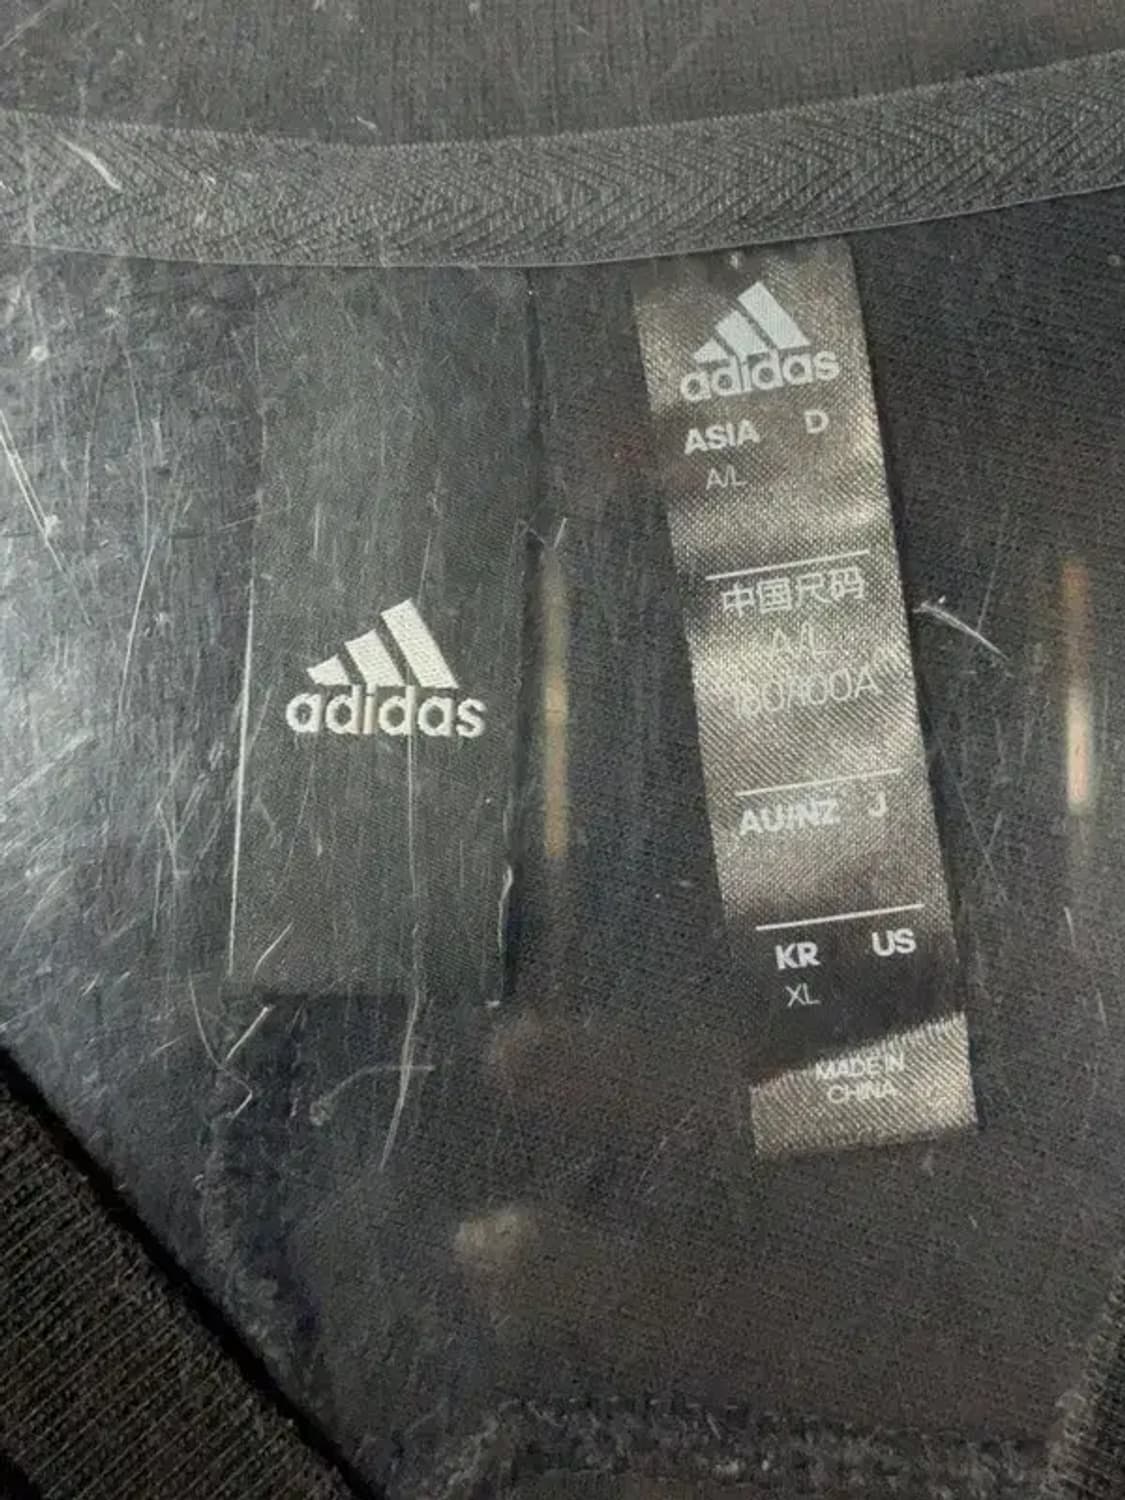 adidas
adidas
ASIA D
A/L
中国尺码
A/L
180/100A
AU/NZ J
KR US
XL
MADE IN
CHINA